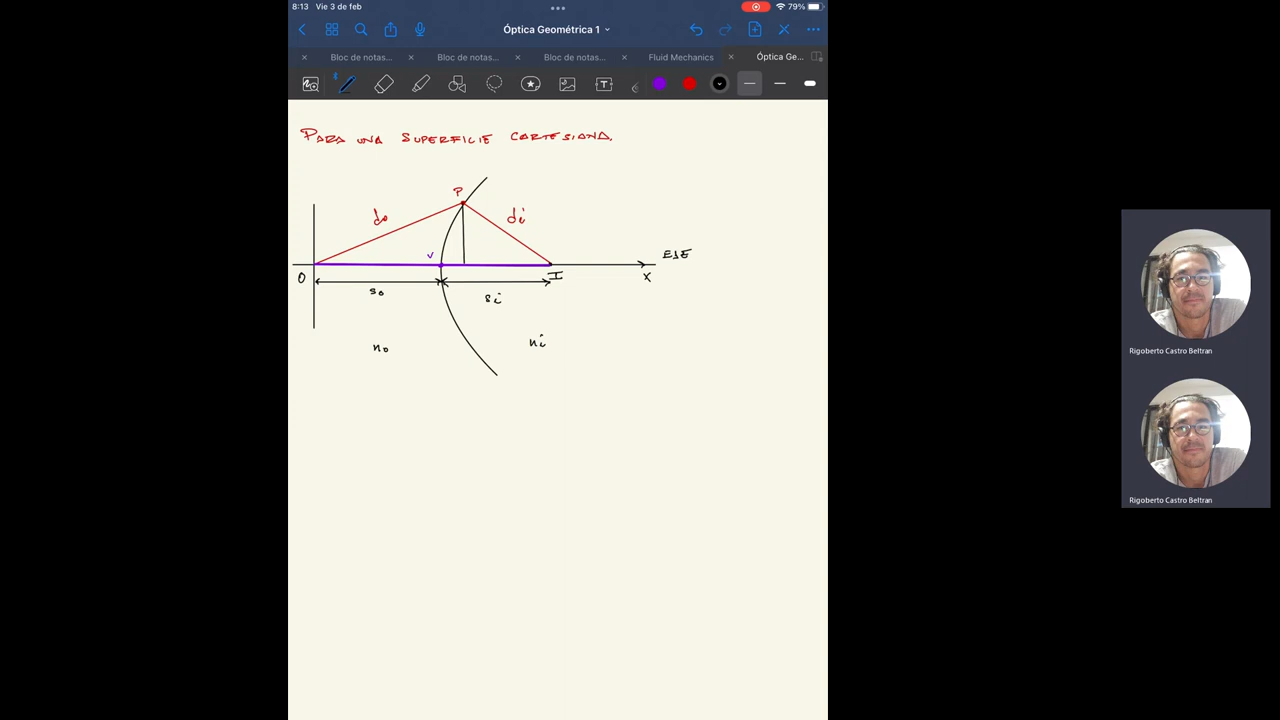 8:13 Vie 3 de feb
79%
Óptica Geométrica 1
Bloc de notas...
Bloc de notas...
Bloc de notas...
Fluid Mechanics
Óptica Ge...
PARA UNA SUPERFICIE CARTESIANA.
P
do
di
V
EJE
O
I
X
so
si
no
ni
Rigoberto Castro Beltran
Rigoberto Castro Beltran